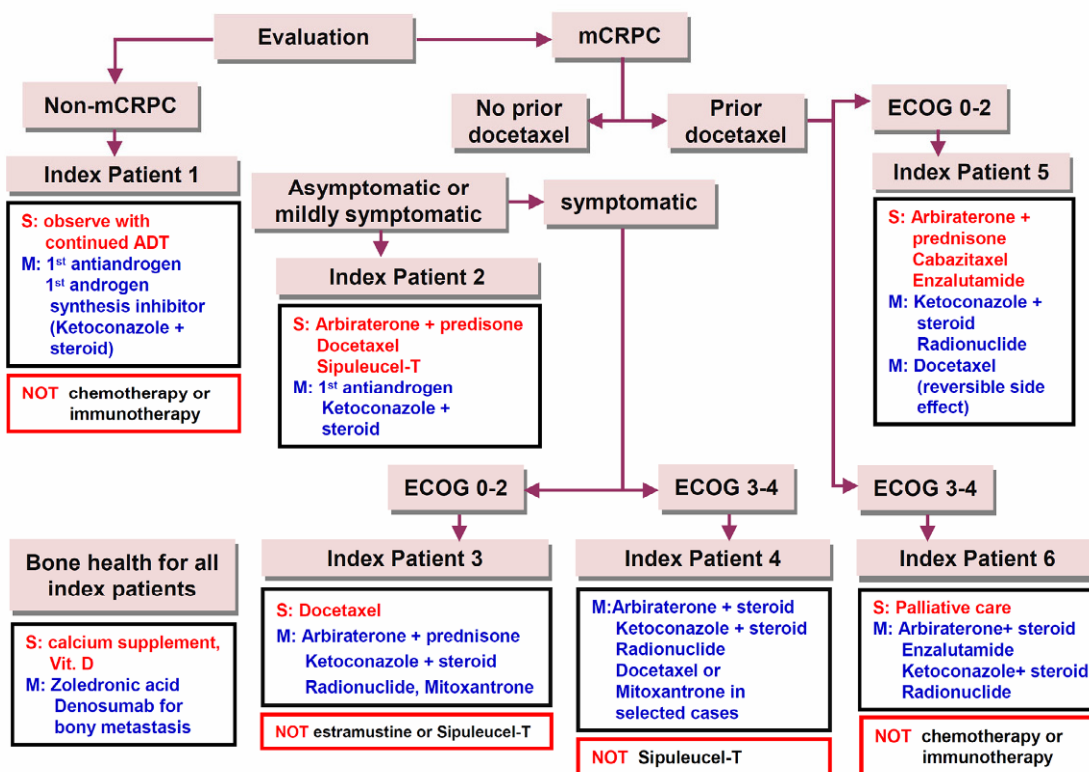 Evaluation
mCRPC
Non-mCRPC
No prior
docetaxel
Prior
docetaxel
ECOG 0-2
Index Patient 1
S: observe with
continued ADT
M: 1st antiandrogen
1st androgen
synthesis inhibitor
(Ketoconazole +
steroid)
NOT chemotherapy or
immunotherapy
Asymptomatic or
mildly symptomatic
symptomatic
Index Patient 2
S: Arbiraterone + predisone
Docetaxel
Sipuleucel-T
M: 1st antiandrogen
Ketoconazole +
steroid
Index Patient 5
S: Arbiraterone +
prednisone
Cabazitaxel
Enzalutamide
M: Ketoconazole +
steroid
Radionuclide
M: Docetaxel
(reversible side
effect)
ECOG 0-2
ECOG 3-4
ECOG 3-4
Bone health for all
index patients
S: calcium supplement,
Vit. D
M: Zoledronic acid
Denosumab for
bony metastasis
Index Patient 3
S: Docetaxel
M: Arbiraterone + prednisone
Ketoconazole + steroid
Radionuclide, Mitoxantrone
NOT estramustine or Sipuleucel-T
Index Patient 4
M:Arbiraterone + steroid
Ketoconazole + steroid
Radionuclide
Docetaxel or
Mitoxantrone in
selected cases
NOT Sipuleucel-T
Index Patient 6
S: Palliative care
M: Arbiraterone+ steroid
Enzalutamide
Ketoconazole+ steroid
Radionuclide
NOT chemotherapy or
immunotherapy